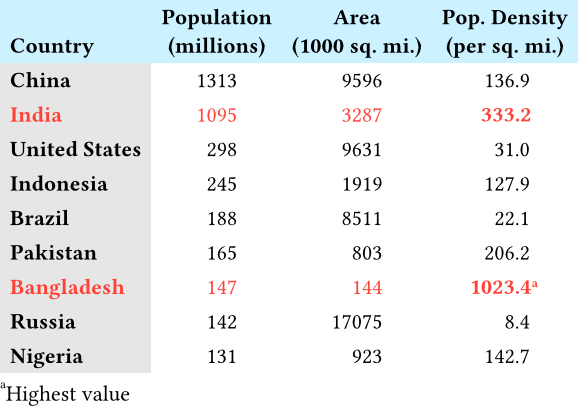 Population Area Pop. Density
Country (millions) (1000 sq. mi.) (per sq. mi.)
China 1313 9596 136.9
India 1095 3287 333.2
United States 298 9631 31.0
Indonesia 245 1919 127.9
Brazil 188 8511 22.1
Pakistan 165 803 206.2
Bangladesh 147 144 1023.4ᵃ
Russia 142 17075 8.4
Nigeria 131 923 142.7
ᵃHighest value